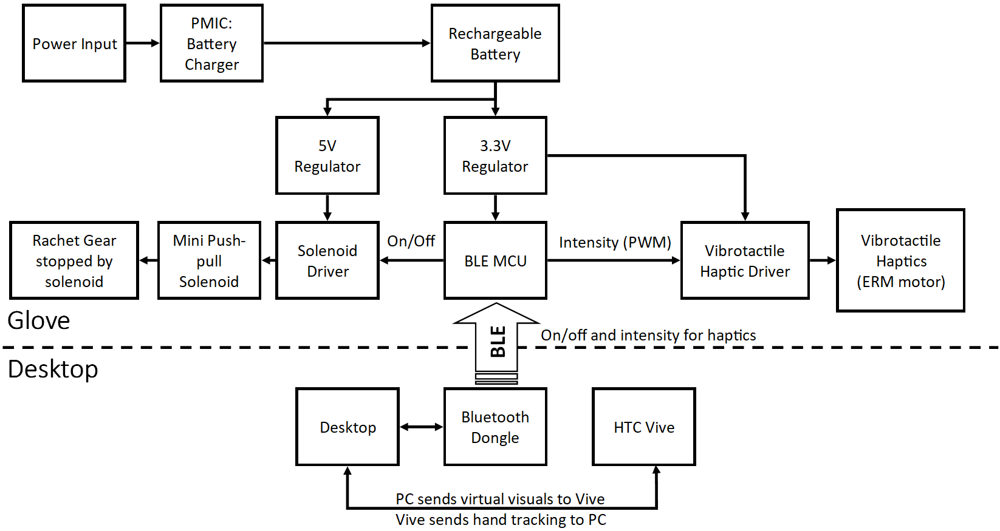 Power Input
PMIC:
Battery
Charger
Rechargeable
Battery
5V
Regulator
3.3V
Regulator
Rachet Gear
stopped by
solenoid
Mini Push-
pull
Solenoid
Solenoid
Driver
On/Off
BLE MCU
Intensity (PWM)
Vibrotactile
Haptic Driver
Vibrotactile
Haptics
(ERM motor)
Glove
BLE
On/off and intensity for haptics
Desktop
Desktop
Bluetooth
Dongle
HTC Vive
PC sends virtual visuals to Vive
Vive sends hand tracking to PC